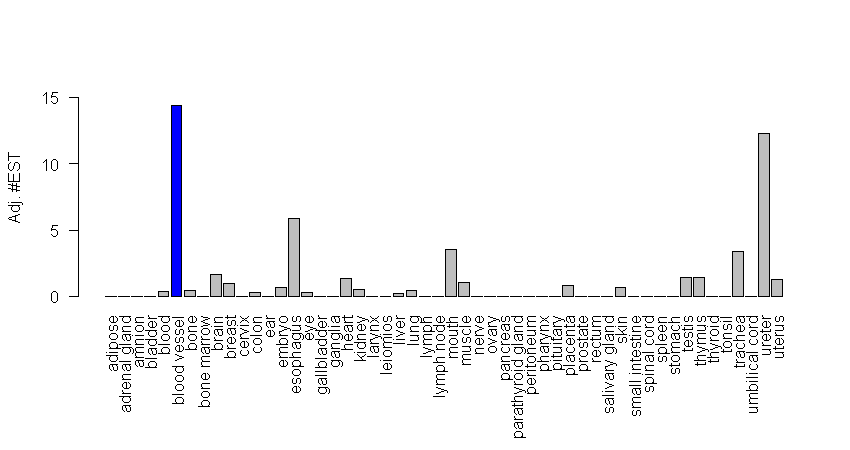 Adj. #EST
15
10
5
0
adipose
adrenal gland
amnion
bladder
blood
blood vessel
bone
bone marrow
brain
breast
cervix
colon
ear
embryo
esophagus
eye
gallbladder
ganglia
heart
kidney
larynx
leiomios
liver
lung
lymph
lymph node
mouth
muscle
nerve
ovary
pancreas
parathyroid gland
peritoneum
pharynx
pituitary
placenta
prostate
rectum
salivary gland
skin
small intestine
spinal cord
spleen
stomach
testis
thymus
thyroid
tonsil
trachea
umbilical cord
ureter
uterus